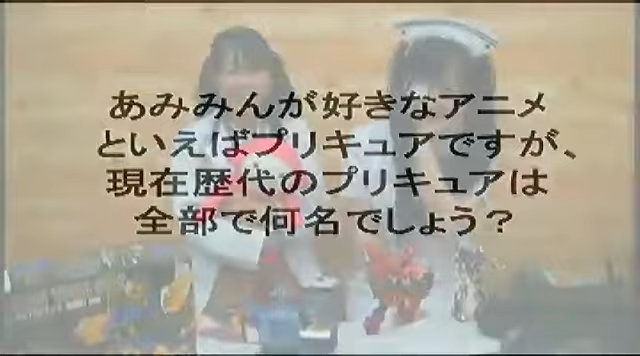 あみみんが好きなアニメ
といえばプリキュアですが、
現在歴代のプリキュアは
全部で何名でしょう？